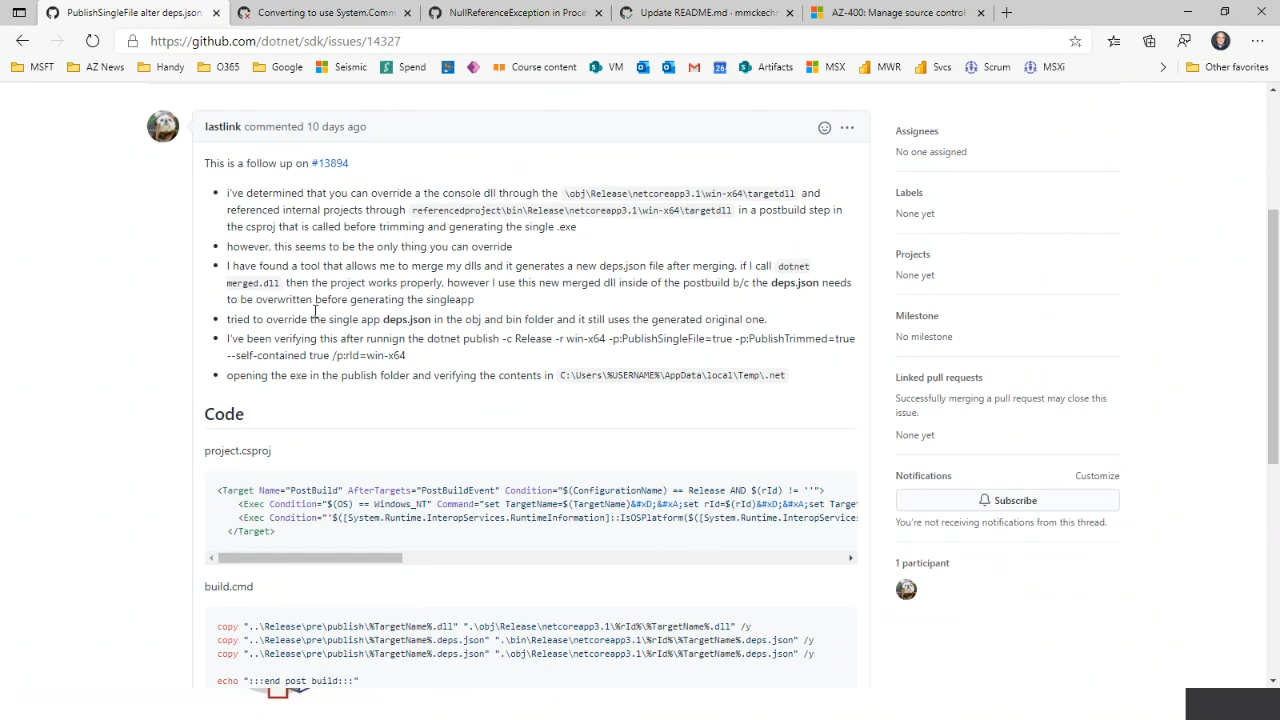 PublishSingleFile alter deps.json
Converting to use System.Comm
NullReferenceException in Proce
Update README.md · mmckechn
AZ-400: Manage source control
https://github.com/dotnet/sdk/issues/14327
MSFT
AZ News
Handy
O365
Google
Seismic
Spend
Course content
VM
26
Artifacts
MSX
MWR
Svcs
Scrum
MSXi
Other favorites
lastlink commented 10 days ago
This is a follow up on #13894
i've determined that you can override a the console dll through the \obj\Release\netcoreapp3.1\win-x64\targetdll and
referenced internal projects through referencedproject\bin\Release\netcoreapp3.1\win-x64\targetdll in a postbuild step in
the csproj that is called before trimming and generating the single .exe
however. this seems to be the only thing you can override
I have found a tool that allows me to merge my dlls and it generates a new deps.json file after merging. if I call dotnet
merged.dll then the project works properly. however I use this new merged dll inside of the postbuild b/c the deps.json needs
to be overwritten before generating the singleapp
tried to override the single app deps.json in the obj and bin folder and it still uses the generated original one.
I've been verifying this after runnign the dotnet publish -c Release -r win-x64 -p:PublishSingleFile=true -p:PublishTrimmed=true
--self-contained true /p:rId=win-x64
opening the exe in the publish folder and verifying the contents in C:\Users\%USERNAME%\AppData\local\Temp\.net
Code
project.csproj
<Target Name="PostBuild" AfterTargets="PostBuildEvent" Condition="$(ConfigurationName) == Release AND $(rId) != ''">
<Exec Condition="$(OS) == Windows_NT" Command="set TargetName=$(TargetName)&#xD;&#xA;set rId=$(rId)&#xD;&#xA;set Targe
<Exec Condition="'$([System.Runtime.InteropServices.RuntimeInformation]::IsOSPlatform($([System.Runtime.InteropServices
</Target>
build.cmd
copy "..\Release\pre\publish\%TargetName%.dll" ".\obj\Release\netcoreapp3.1\%rId%\%TargetName%.dll" /y
copy "..\Release\pre\publish\%TargetName%.deps.json" ".\bin\Release\netcoreapp3.1\%rId%\%TargetName%.deps.json" /y
copy "..\Release\pre\publish\%TargetName%.deps.json" ".\obj\Release\netcoreapp3.1\%rId%\%TargetName%.deps.json" /y
echo ":::end post build:::"
Assignees
No one assigned
Labels
None yet
Projects
None yet
Milestone
No milestone
Linked pull requests
Successfully merging a pull request may close this
issue.
None yet
Notifications
Customize
Subscribe
You're not receiving notifications from this thread.
1 participant